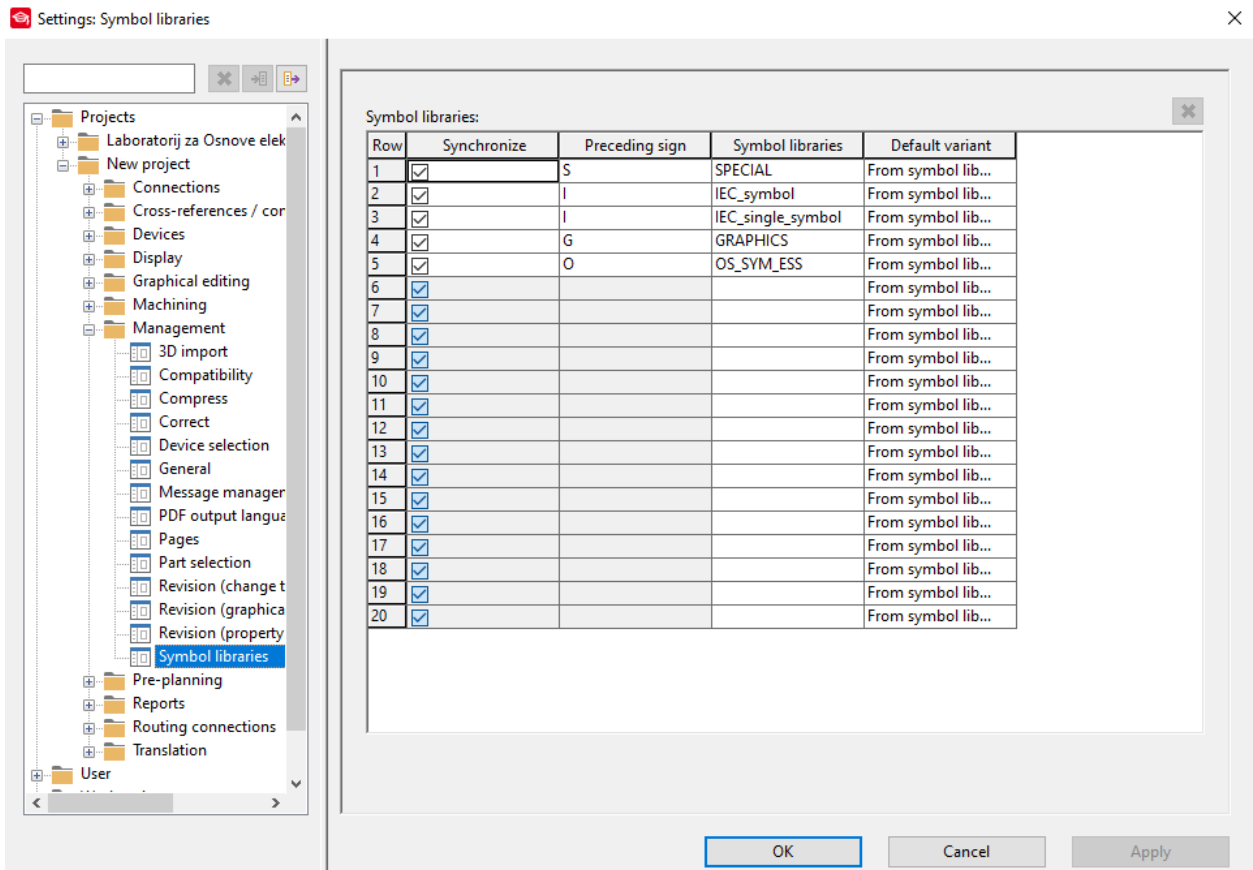 Settings: Symbol libraries
Projects
Laboratorij za Osnove elek
New project
Connections
Cross-references / cor
Devices
Display
Graphical editing
Machining
Management
3D import
Compatibility
Compress
Correct
Device selection
General
Message manager
PDF output langua
Pages
Part selection
Revision (change t
Revision (graphica
Revision (property
Symbol libraries
Pre-planning
Reports
Routing connections
Translation
User
Symbol libraries:
Row Synchronize Preceding sign Symbol libraries Default variant
1 S SPECIAL From symbol lib...
2 I IEC_symbol From symbol lib...
3 I IEC_single_symbol From symbol lib...
4 G GRAPHICS From symbol lib...
5 O OS_SYM_ESS From symbol lib...
6 From symbol lib...
7 From symbol lib...
8 From symbol lib...
9 From symbol lib...
10 From symbol lib...
11 From symbol lib...
12 From symbol lib...
13 From symbol lib...
14 From symbol lib...
15 From symbol lib...
16 From symbol lib...
17 From symbol lib...
18 From symbol lib...
19 From symbol lib...
20 From symbol lib...
OK Cancel Apply